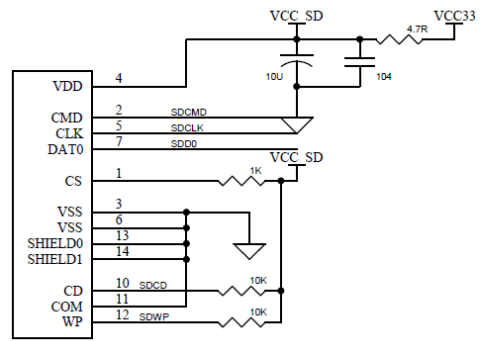 VCC_SD
VCC33
4.7R
10U
104
VDD 4
CMD 2 SDCMD
CLK 5 SDCLK
DAT0 7 SDD0
VCC_SD
CS 1 1K
VSS 3
VSS 6
SHIELD0 13
SHIELD1 14
CD 10 SDCD 10K
COM 11
WP 12 SDWP 10K